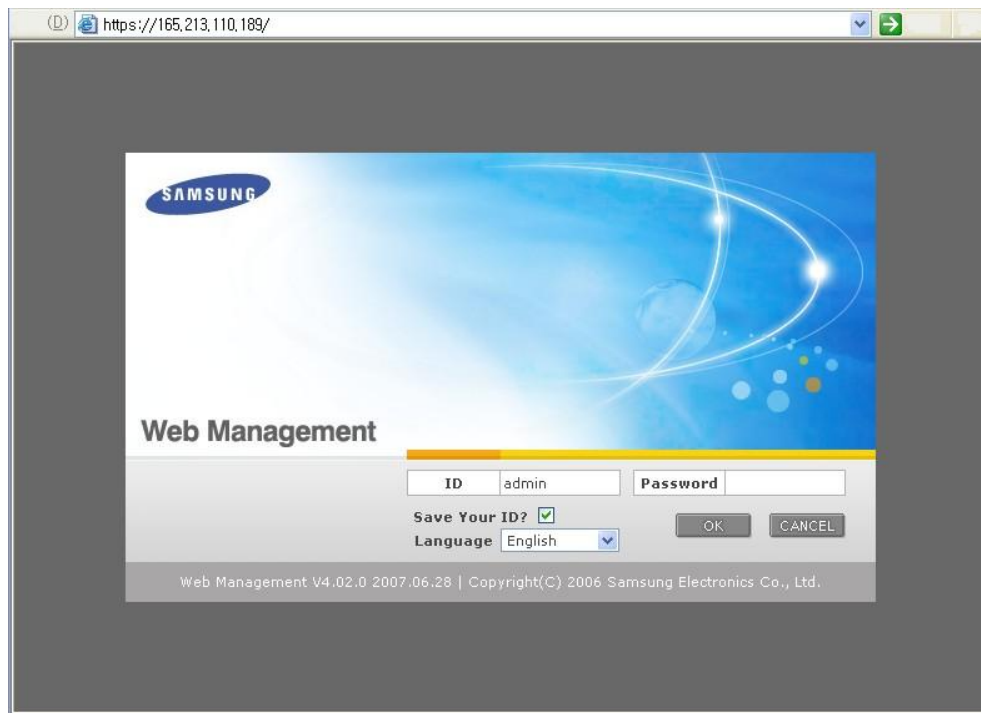 (D) https://165,213,110,189/
SAMSUNG
Web Management
ID admin Password
Save Your ID? OK CANCEL
Language English
Web Management V4.02.0 2007.06.28 | Copyright(C) 2006 Samsung Electronics Co., Ltd.